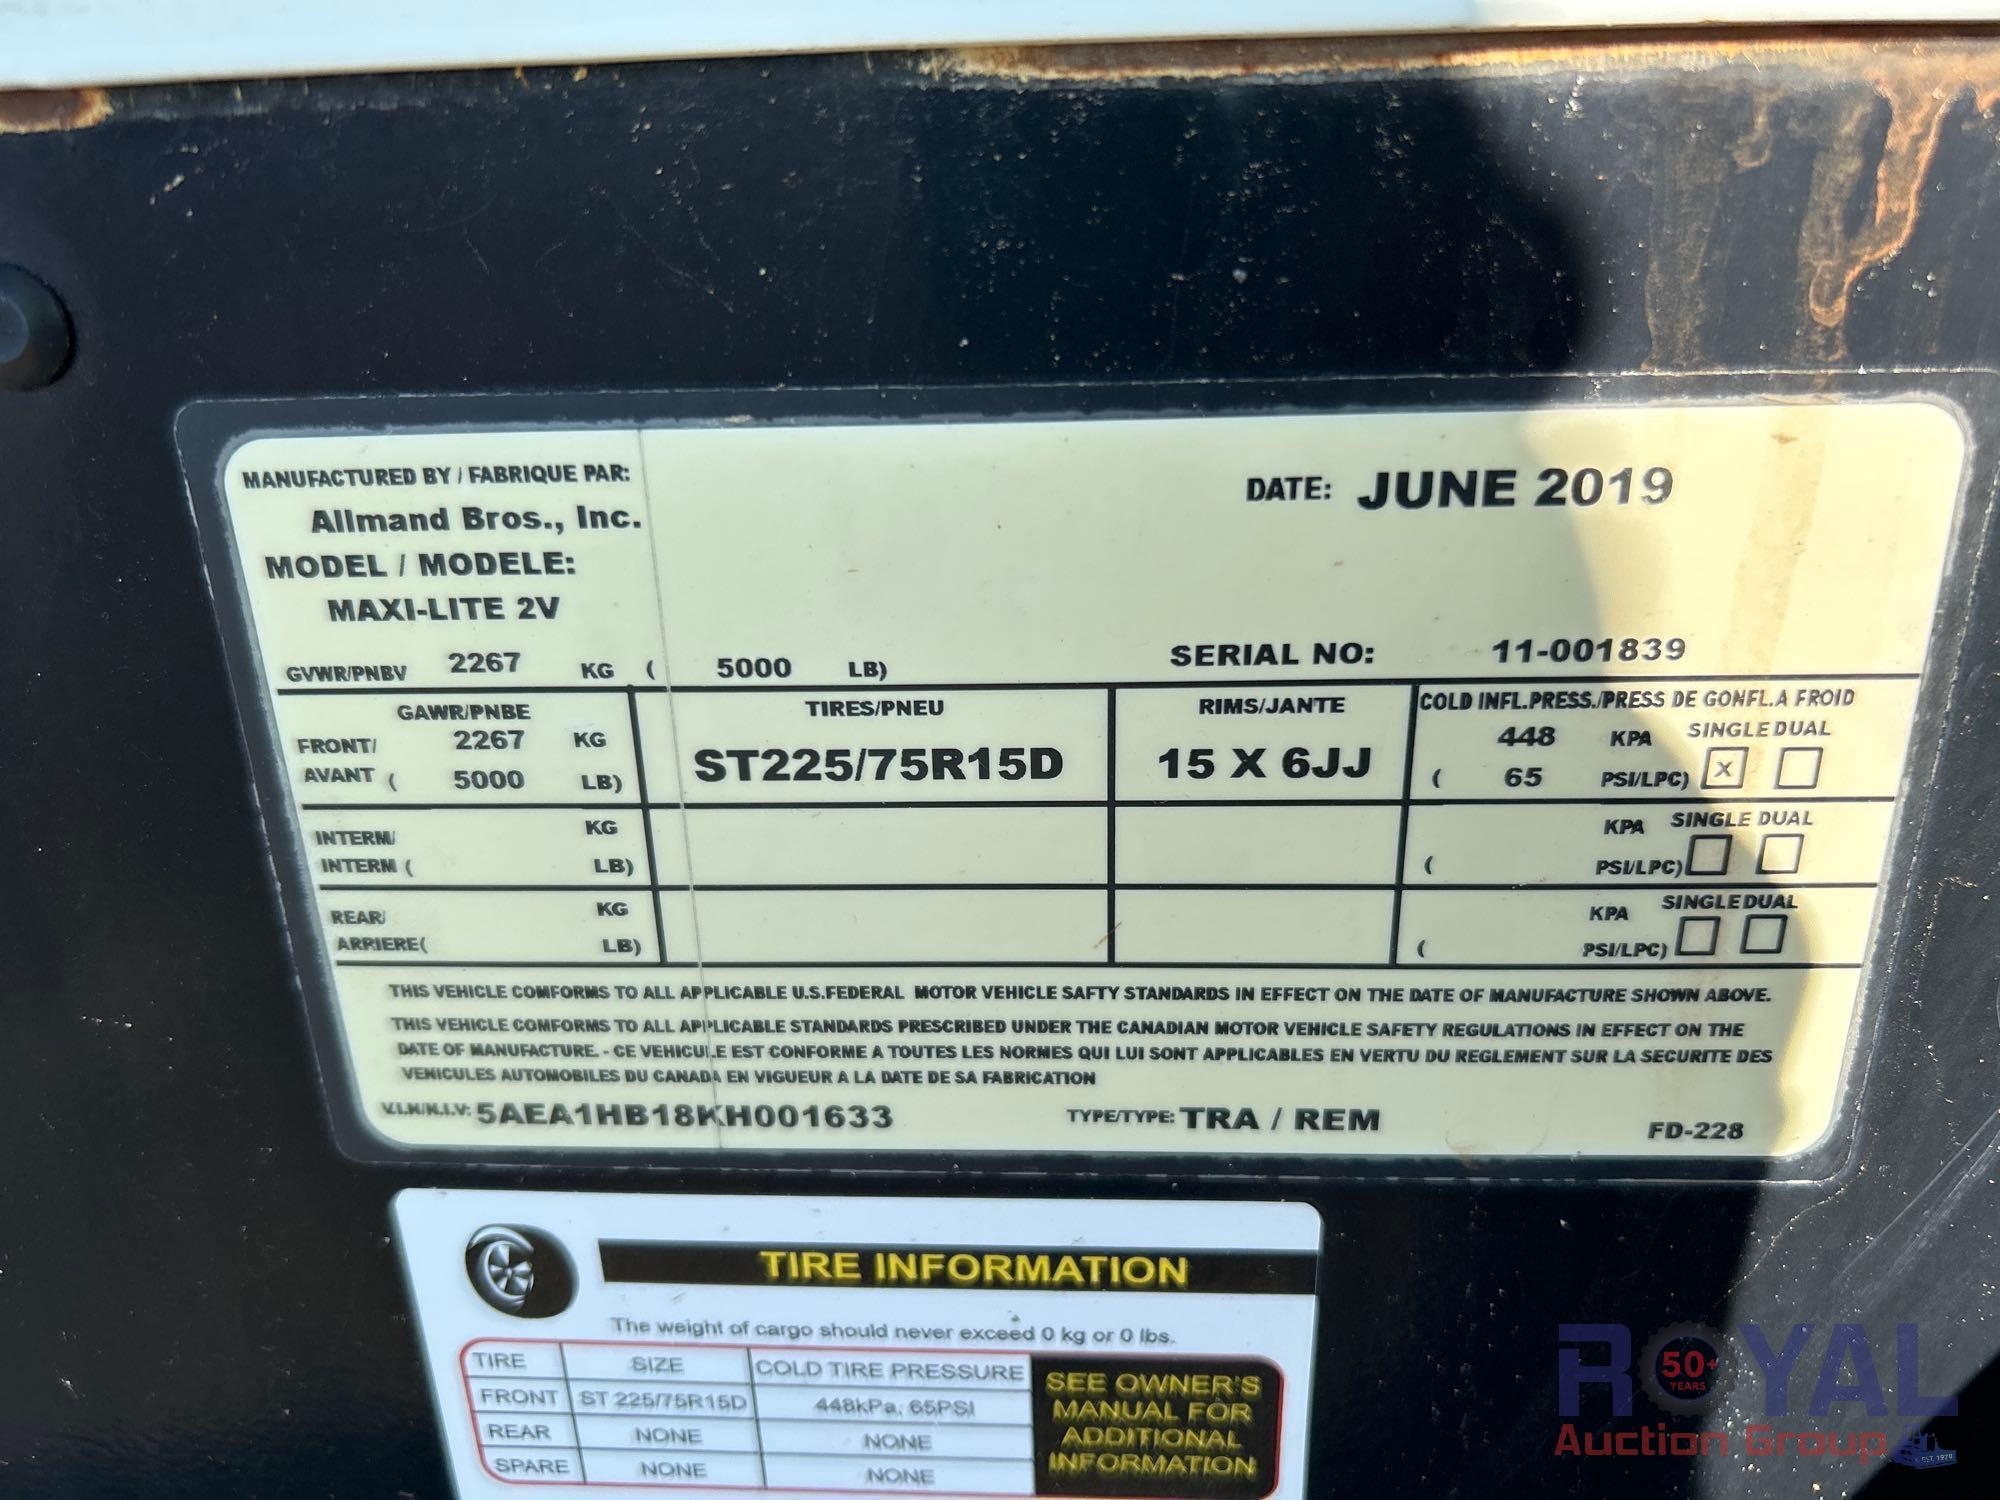 MANUFACTURED BY / FABRIQUE PAR:
Allmand Bros., Inc.
DATE: JUNE 2019
MODEL / MODELE:
MAXI-LITE 2V
SERIAL NO: 11-001839
GVWR/PNBV 2267 KG ( 5000 LB)
GAWR/PNBE TIRES/PNEU RIMS/JANTE COLD INFL.PRESS./PRESS DE GONFL.A FROID
FRONT/ 2267 KG ST225/75R15D 15 X 6JJ 448 KPA SINGLE DUAL
AVANT ( 5000 LB) ( 65 PSI/LPC) X
INTERM/ KG KPA SINGLE DUAL
INTERM ( LB) ( PSI/LPC)
REAR/ KG KPA SINGLE DUAL
ARRIERE( LB) ( PSI/LPC)
THIS VEHICLE COMFORMS TO ALL APPLICABLE U.S.FEDERAL MOTOR VEHICLE SAFTY STANDARDS IN EFFECT ON THE DATE OF MANUFACTURE SHOWN ABOVE.
THIS VEHICLE COMFORMS TO ALL APPLICABLE STANDARDS PRESCRIBED UNDER THE CANADIAN MOTOR VEHICLE SAFETY REGULATIONS IN EFFECT ON THE
DATE OF MANUFACTURE. - CE VEHICULE EST CONFORME A TOUTES LES NORMES QUI LUI SONT APPLICABLES EN VERTU DU REGLEMENT SUR LA SECURITE DES
VEHICULES AUTOMOBILES DU CANADA EN VIGUEUR A LA DATE DE SA FABRICATION
V.I.N/N.I.V: 5AEA1HB18KH001633 TYPE/TYPE: TRA / REM FD-228
TIRE INFORMATION
The weight of cargo should never exceed 0 kg or 0 lbs.
TIRE SIZE COLD TIRE PRESSURE
FRONT ST 225/75R15D 448kPa, 65PSI
REAR NONE NONE
SPARE NONE NONE
SEE OWNER'S
MANUAL FOR
ADDITIONAL
INFORMATION
ROYAL
50+
YEARS
Auction Group
EST. 1970